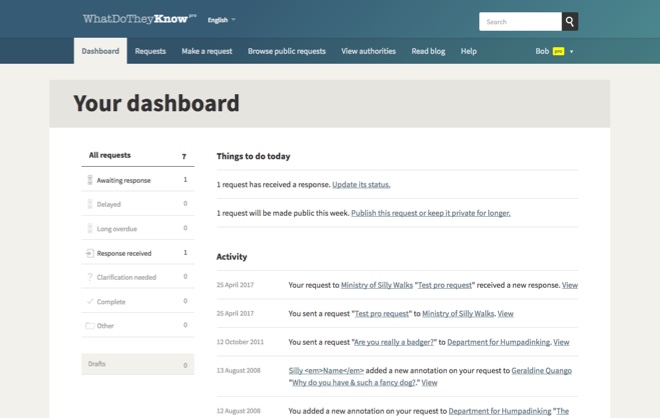 WhatDoTheyKnow pro English Search
Dashboard Requests Make a request Browse public requests View authorities Read blog Help Bob pro
Your dashboard
All requests 7
Awaiting response 1
Delayed 0
Long overdue 0
Response received 1
Clarification needed 0
Complete 0
Other 0
Drafts 0
Things to do today
1 request has received a response. Update its status.
1 request will be made public this week. Publish this request or keep it private for longer.
Activity
25 April 2017 Your request to Ministry of Silly Walks "Test pro request" received a new response. View
25 April 2017 You sent a request "Test pro request" to Ministry of Silly Walks. View
12 October 2011 You sent a request "Are you really a badger?" to Department for Humpadinking. View
13 August 2008 Silly <em>Name</em> added a new annotation on your request to Geraldine Quango
"Why do you have & such a fancy dog?." View
12 August 2008 You added a new annotation on your request to Department for Humpadinking "The